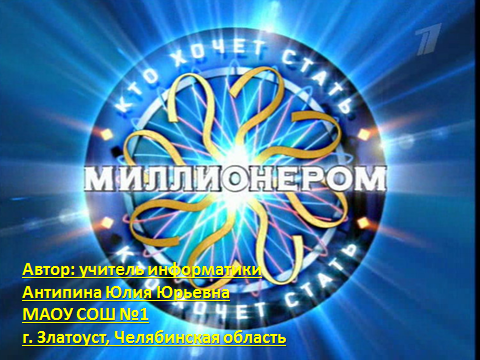 КТО ХОЧЕТ СТАТЬ
МИЛЛИОНЕРОМ
КТО ХОЧЕТ СТАТЬ
Автор: учитель информатики
Антипина Юлия Юрьевна
МАОУ СОШ №1
г. Златоуст, Челябинская область
1